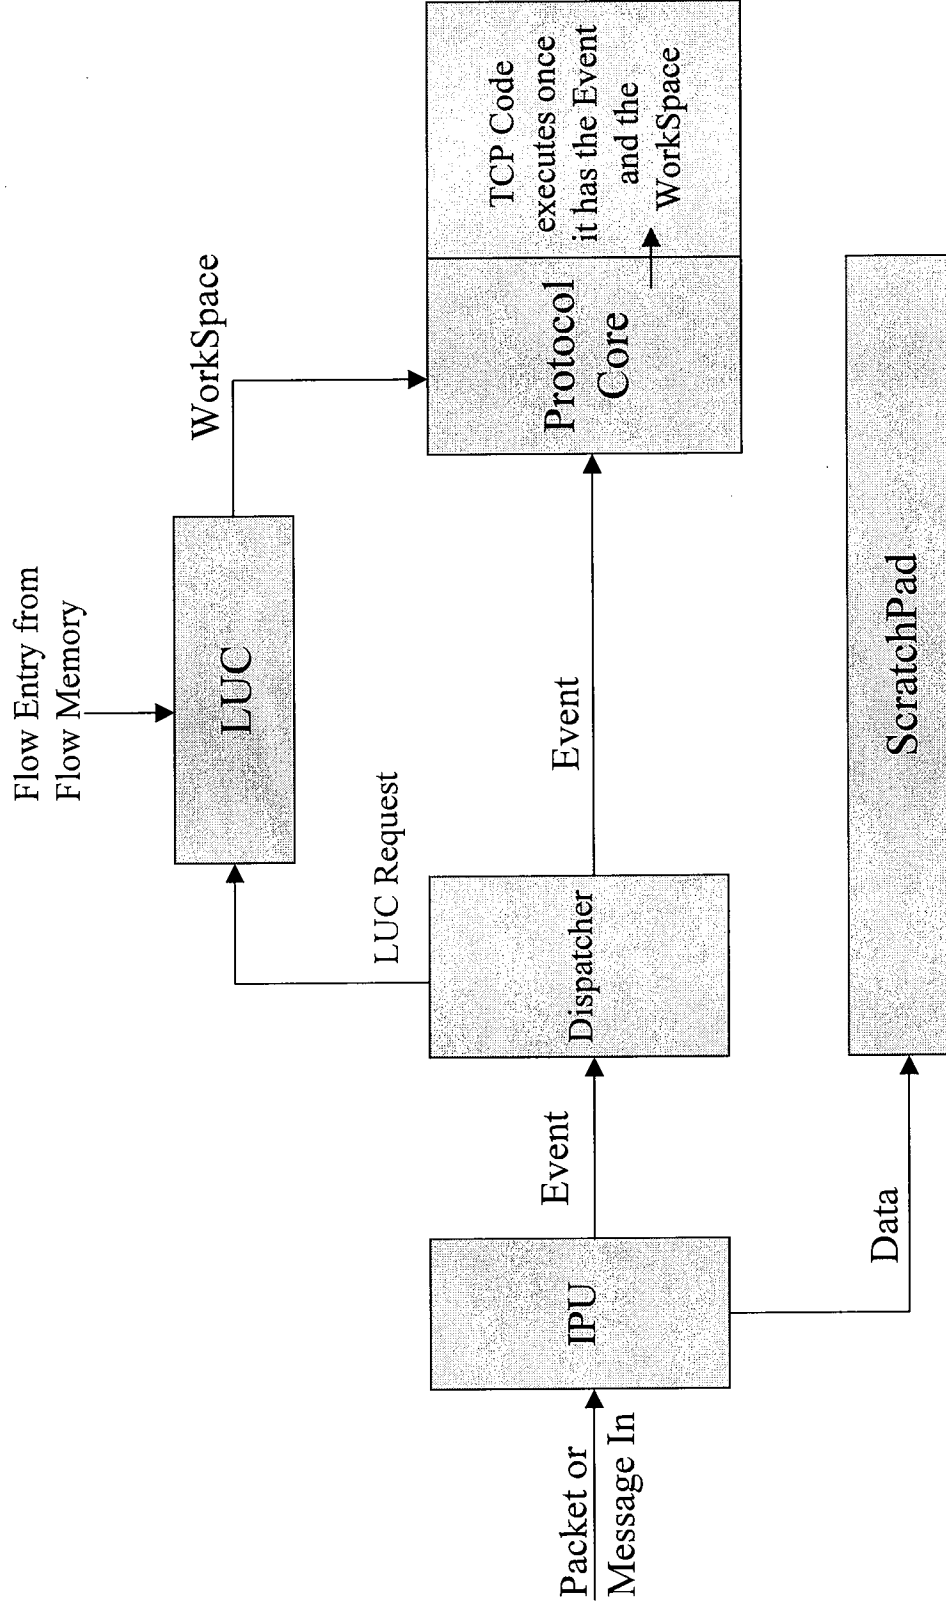 Flow Entry from
Flow Memory
LUC
WorkSpace
LUC Request
Packet or
Message In
IPU
Event
Dispatcher
Event
Protocol
Core
TCP Code
executes once
it has the Event
and the
WorkSpace
Data
ScratchPad